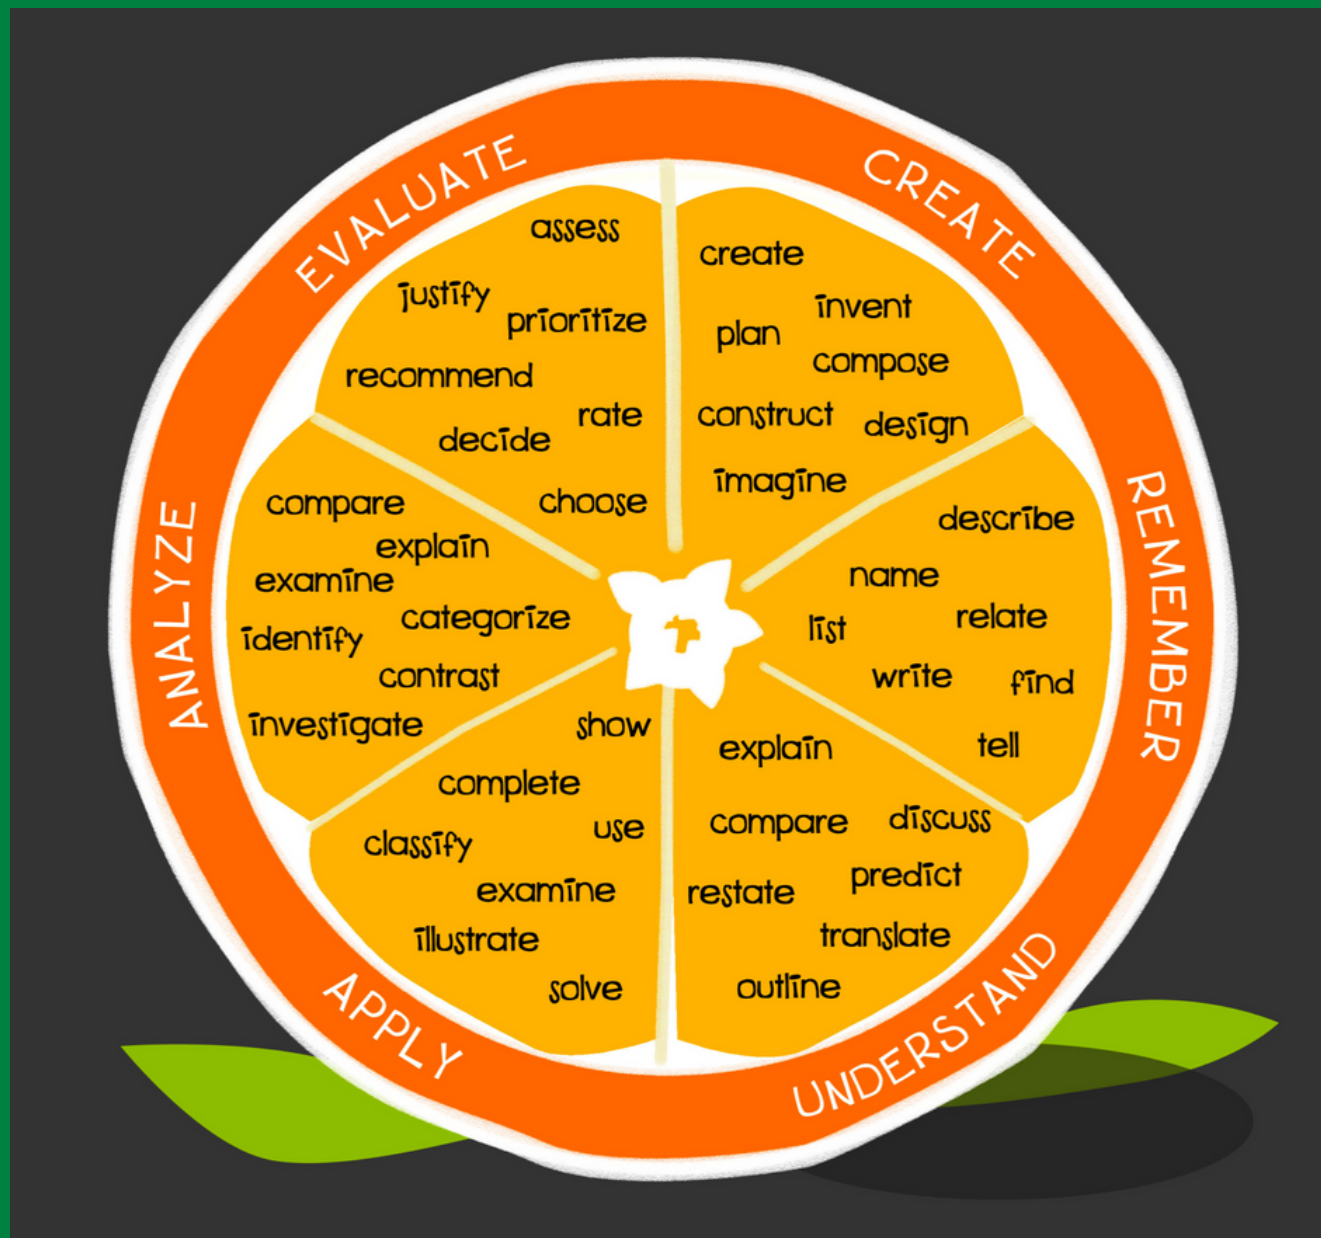 EVALUATE
assess
justify
prioritize
recommend
rate
decide
choose
CREATE
create
invent
plan
compose
construct
design
imagine
REMEMBER
describe
name
relate
list
write
find
tell
UNDERSTAND
explain
compare
discuss
predict
restate
translate
outline
APPLY
show
complete
use
classify
examine
illustrate
solve
ANALYZE
compare
explain
examine
categorize
identify
contrast
investigate